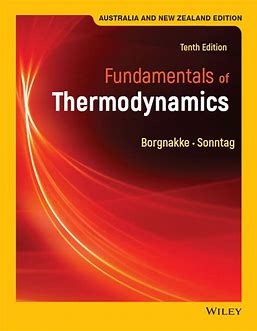 AUSTRALIA AND NEW ZEALAND EDITION
Tenth Edition
Fundamentals of
Thermodynamics
Borgnakke • Sonntag
WILEY